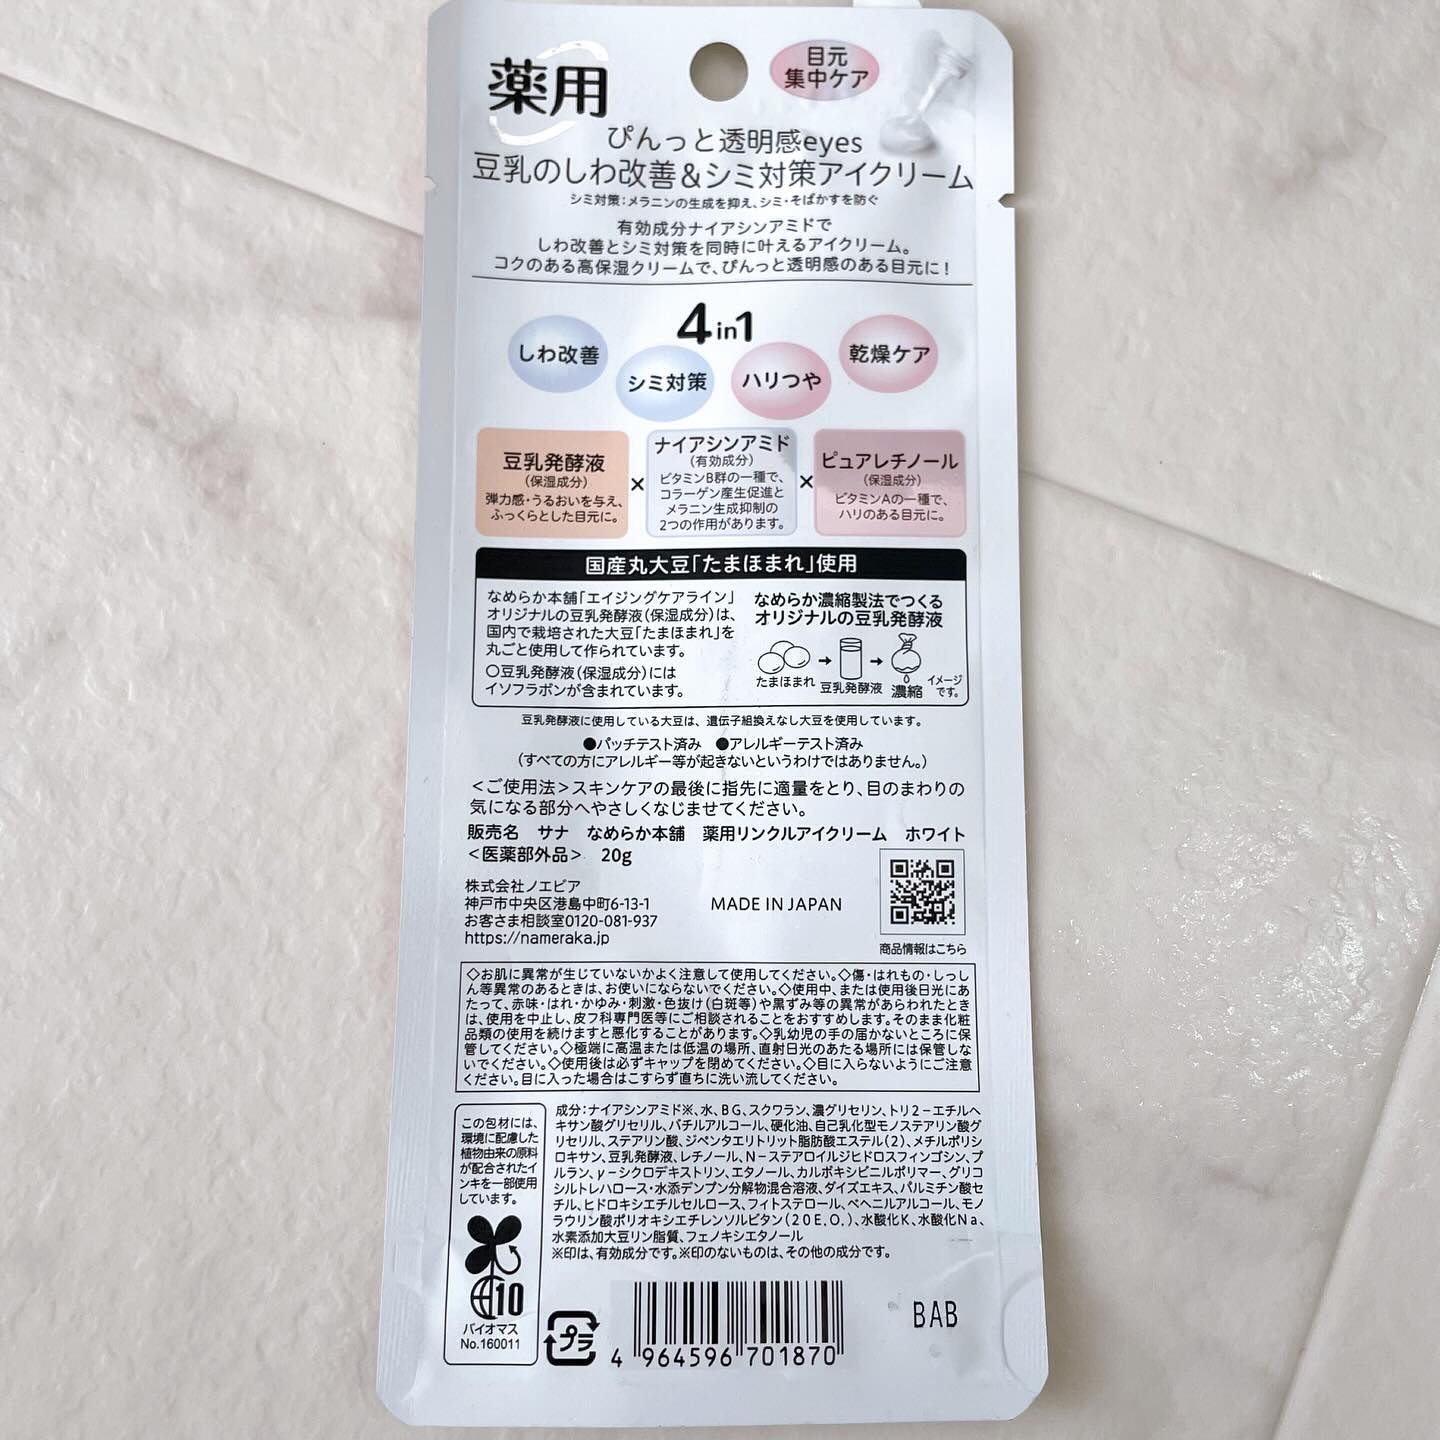 薬用
目元
集中ケア
ぴんっと透明感eyes
豆乳のしわ改善&シミ対策アイクリーム
シミ対策:メラニンの生成を抑え、シミ・そばかすを防ぐ
有効成分ナイアシンアミドで
しわ改善とシミ対策を同時に叶えるアイクリーム。
コクのある高保湿クリームで、ぴんっと透明感のある目元に!
4in1
しわ改善
シミ対策
ハリつや
乾燥ケア
豆乳発酵液
(保湿成分)
弾力感・うるおいを与え、
ふっくらとした目元に。
×
ナイアシンアミド
(有効成分)
ビタミンB群の一種で、
コラーゲン産生促進と
メラニン生成抑制の
2つの作用があります。
×
ピュアレチノール
(保湿成分)
ビタミンAの一種で、
ハリのある目元に。
国産丸大豆「たまほまれ」使用
なめらか本舗「エイジングケアライン」
オリジナルの豆乳発酵液(保湿成分)は、
国内で栽培された大豆「たまほまれ」を
丸ごと使用して作られています。
○豆乳発酵液(保湿成分)には
イソフラボンが含まれています。
なめらか濃縮製法でつくる
オリジナルの豆乳発酵液
たまほまれ
豆乳発酵液
濃縮
イメージ
です。
豆乳発酵液に使用している大豆は、遺伝子組換えなし大豆を使用しています。
●パッチテスト済み ●アレルギーテスト済み
(すべての方にアレルギー等が起きないというわけではありません。)
<ご使用法>スキンケアの最後に指先に適量をとり、目のまわりの
気になる部分へやさしくなじませてください。
販売名 サナ なめらか本舗 薬用リンクルアイクリーム ホワイト
<医薬部外品> 20g
株式会社ノエビア
神戸市中央区港島中町6-13-1
お客さま相談室0120-081-937
https://nameraka.jp
MADE IN JAPAN
商品情報はこちら
◇お肌に異常が生じていないかよく注意して使用してください。◇傷・はれもの・しっし
ん等異常のあるときは、お使いにならないでください。◇使用中、または使用後日光にあ
たって、赤味・はれ・かゆみ・刺激・色抜け(白斑等)や黒ずみ等の異常があらわれたとき
は、使用を中止し、皮フ科専門医等にご相談されることをおすすめします。そのまま化粧
品類の使用を続けますと悪化することがあります。◇乳幼児の手の届かないところに保
管してください。◇極端に高温または低温の場所、直射日光のあたる場所には保管しな
いでください。◇使用後は必ずキャップを閉めてください。◇目に入らないようにご注意
ください。目に入った場合はこすらず直ちに洗い流してください。
この包材には、
環境に配慮した
植物由来の原料
が配合されたイ
ンキを一部使用
しています。
10
バイオマス
No.160011
成分:ナイアシンアミド※、水、BG、スクワラン、濃グリセリン、トリ2-エチルヘ
キサン酸グリセリル、バチルアルコール、硬化油、自己乳化型モノステアリン酸グ
リセリル、ステアリン酸、ジペンタエリトリット脂肪酸エステル(2)、メチルポリシ
ロキサン、豆乳発酵液、レチノール、N-ステアロイルジヒドロスフィンゴシン、プ
ルラン、γ-シクロデキストリン、エタノール、カルボキシビニルポリマー、グリコ
シルトレハロース・水添デンプン分解物混合溶液、ダイズエキス、パルミチン酸セ
チル、ヒドロキシエチルセルロース、フィトステロール、ベヘニルアルコール、モノ
ラウリン酸ポリオキシエチレンソルビタン(20E.O.)、水酸化K、水酸化Na、
水素添加大豆リン脂質、フェノキシエタノール
※印は、有効成分です。※印のないものは、その他の成分です。
プラ
4 964596 701870
BAB